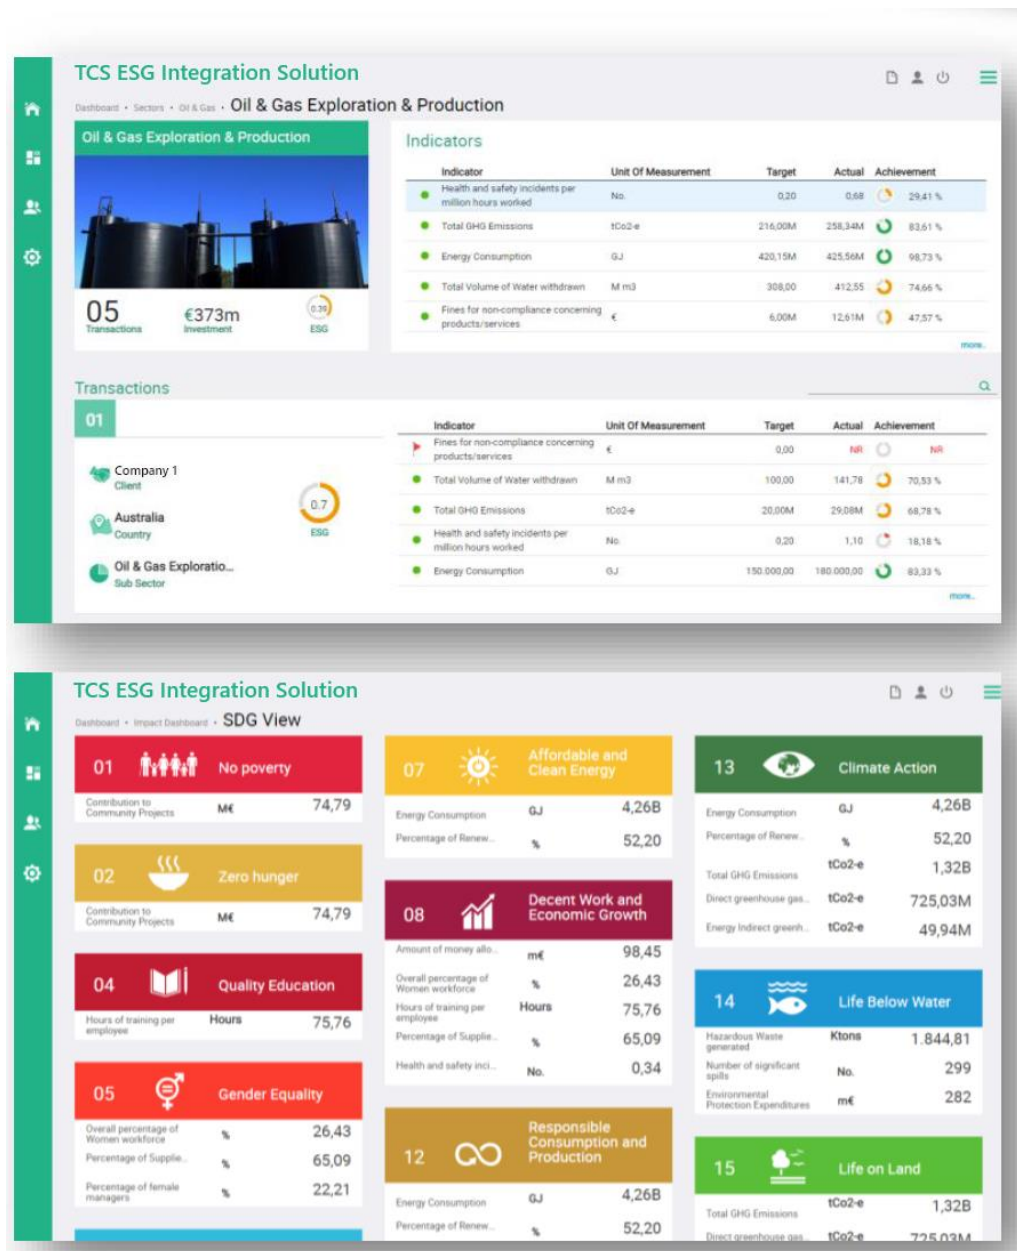 TCS ESG Integration Solution
Dashboard • Sectors • Oil & Gas • Oil & Gas Exploration & Production
Oil & Gas Exploration & Production
05
Transactions
€373m
Investment
0.39
ESG
Indicators
Indicator Unit Of Measurement Target Actual Achievement
Health and safety incidents per
million hours worked
No. 0,20 0,68 29,41 %
Total GHG Emissions tCo2-e 216,00M 258,34M 83,61 %
Energy Consumption GJ 420,15M 425,56M 98,73 %
Total Volume of Water withdrawn M m3 308,00 412,55 74,66 %
Fines for non-compliance concerning
products/services
€ 6,00M 12,61M 47,57 %
more..
Transactions
01
Company 1
Client
Australia
Country
Oil & Gas Exploratio...
Sub Sector
0.7
ESG
Indicator Unit Of Measurement Target Actual Achievement
Fines for non-compliance concerning
products/services
€ 0,00 NR NR
Total Volume of Water withdrawn M m3 100,00 141,78 70,53 %
Total GHG Emissions tCo2-e 20,00M 29,08M 68,78 %
Health and safety incidents per
million hours worked
No. 0,20 1,10 18,18 %
Energy Consumption GJ 150.000,00 180.000,00 83,33 %
more..
TCS ESG Integration Solution
Dashboard • Impact Dashboard • SDG View
01 No poverty
Contribution to
Community Projects
M€ 74,79
02 Zero hunger
Contribution to
Community Projects
M€ 74,79
04 Quality Education
Hours of training per
employee
Hours 75,76
05 Gender Equality
Overall percentage of
Women workforce
% 26,43
Percentage of Supplie... % 65,09
Percentage of female
managers
% 22,21
07 Affordable and
Clean Energy
Energy Consumption GJ 4,26B
Percentage of Renew... % 52,20
08 Decent Work and
Economic Growth
Amount of money allo... m€ 98,45
Overall percentage of
Women workforce
% 26,43
Hours of training per
employee
Hours 75,76
Percentage of Supplie... % 65,09
Health and safety inci... No. 0,34
12 Responsible
Consumption and
Production
Energy Consumption GJ 4,26B
Percentage of Renew... % 52,20
13 Climate Action
Energy Consumption GJ 4,26B
Percentage of Renew... % 52,20
Total GHG Emissions tCo2-e 1,32B
Direct greenhouse gas... tCo2-e 725,03M
Energy Indirect greenh... tCo2-e 49,94M
14 Life Below Water
Hazardous Waste
generated
Ktons 1.844,81
Number of significant
spills
No. 299
Environmental
Protection Expenditures
m€ 282
15 Life on Land
Total GHG Emissions tCo2-e 1,32B
Direct greenhouse gas... tCo2-e 725,03M